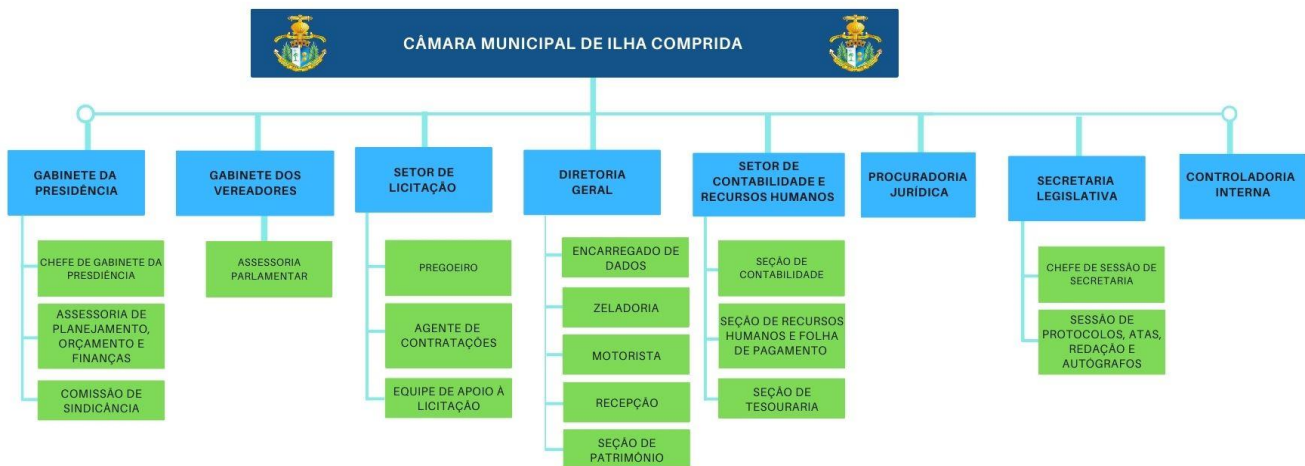 CÂMARA MUNICIPAL DE ILHA COMPRIDA
GABINETE DA
PRESIDÊNCIA
CHEFE DE GABINETE DA
PRESDIÊNCIA
ASSESSORIA DE
PLANEJAMENTO,
ORÇAMENTO E
FINANÇAS
COMISSÃO DE
SINDICÂNCIA
GABINETE DOS
VEREADORES
ASSESSORIA
PARLAMENTAR
SETOR DE
LICITAÇÃO
PREGOEIRO
AGENTE DE
CONTRATAÇÕES
EQUIPE DE APOIO À
LICITAÇÃO
DIRETORIA
GERAL
ENCARREGADO DE
DADOS
ZELADORIA
MOTORISTA
RECEPÇÃO
SEÇÃO DE
PATRIMÔNIO
SETOR DE
CONTABILIDADE E
RECURSOS HUMANOS
SEÇÃO DE
CONTABILIDADE
SEÇÃO DE RECURSOS
HUMANOS E FOLHA
DE PAGAMENTO
SEÇÃO DE
TESOURARIA
PROCURADORIA
JURÍDICA
SECRETARIA
LEGISLATIVA
CHEFE DE SESSÃO DE
SECRETARIA
SESSÃO DE
PROTOCOLOS, ATAS,
REDAÇÃO E
AUTÓGRAFOS
CONTROLADORIA
INTERNA